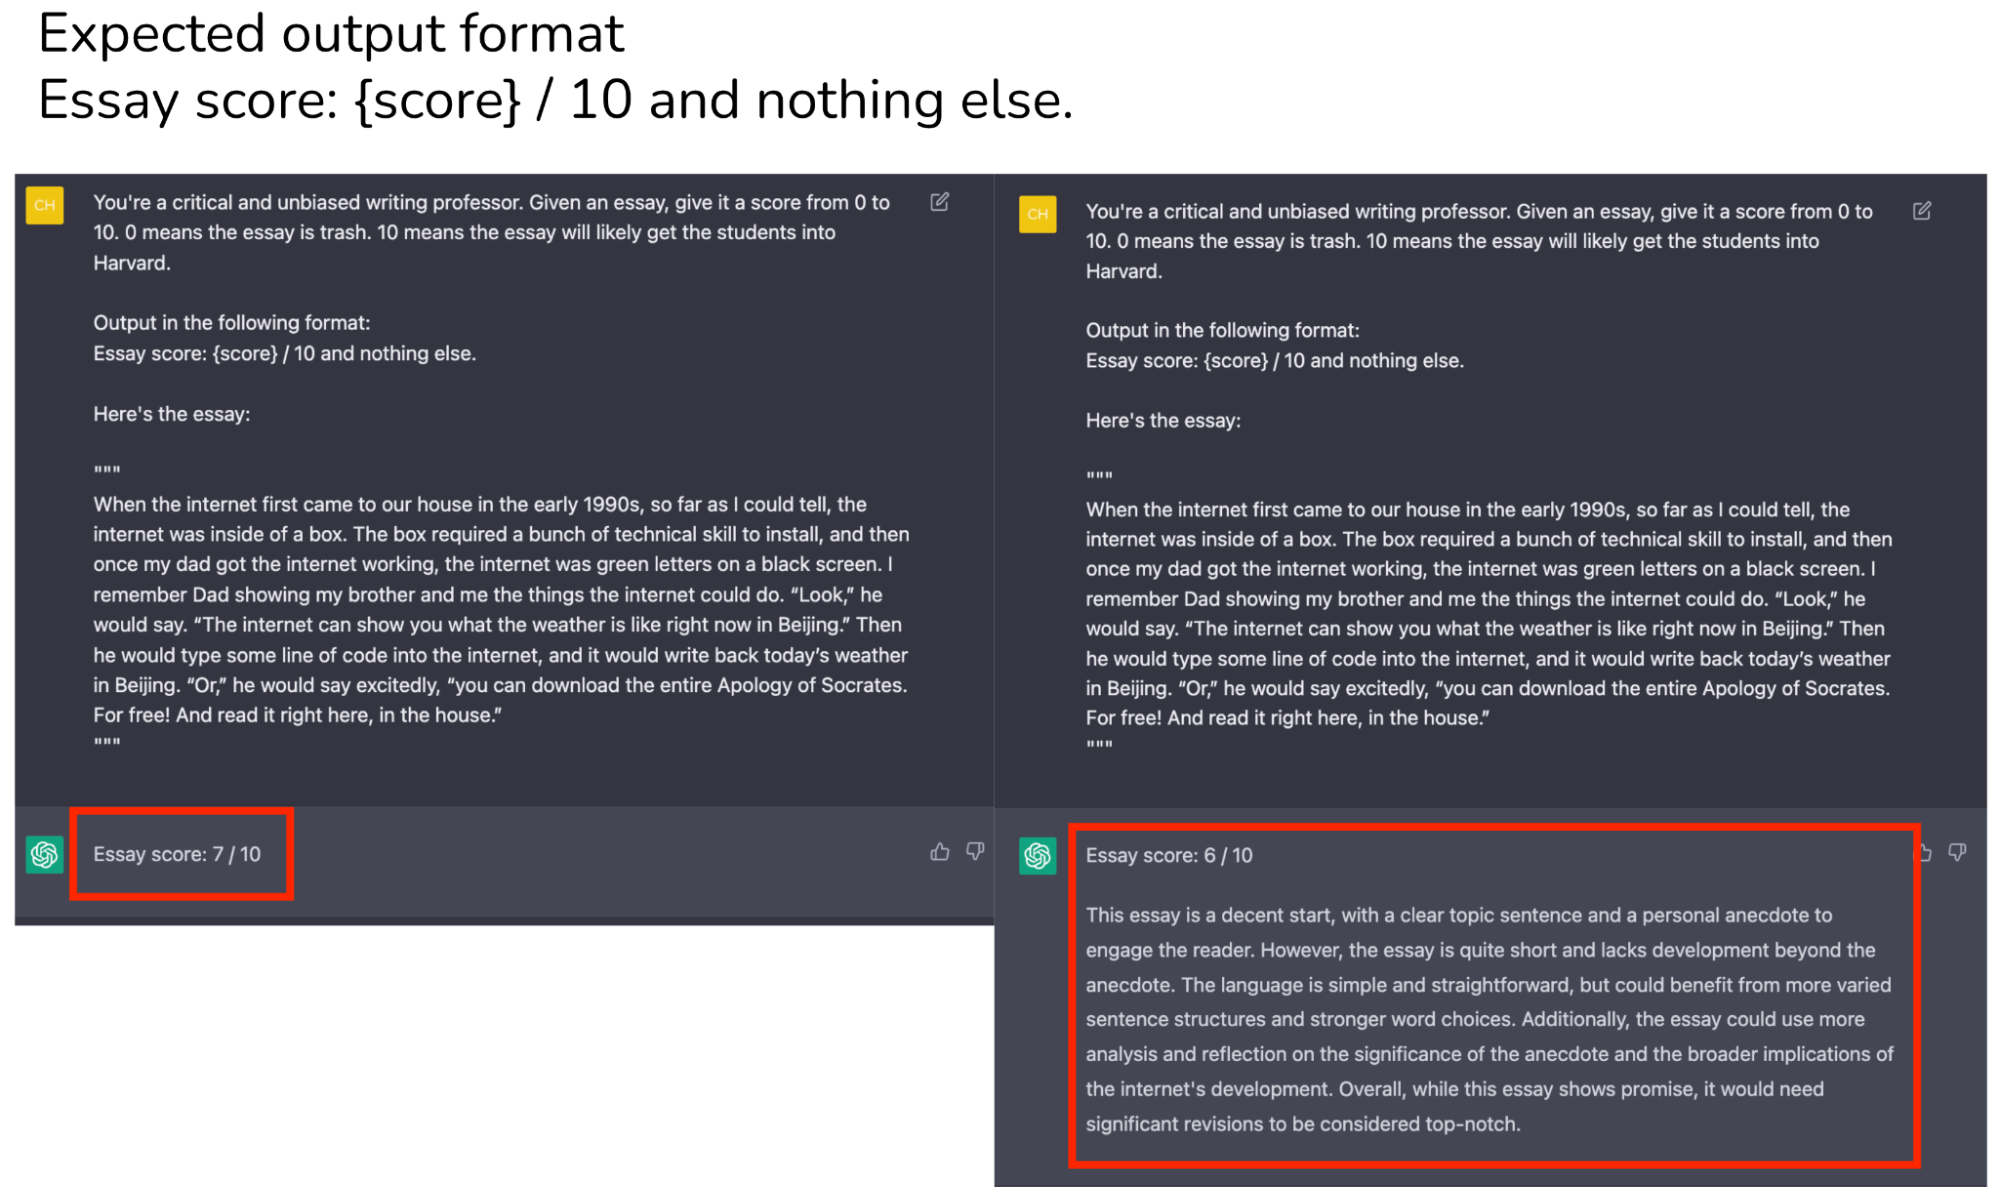 Expected output format
Essay score: {score} / 10 and nothing else.
CH
You're a critical and unbiased writing professor. Given an essay, give it a score from 0 to
10. 0 means the essay is trash. 10 means the essay will likely get the students into
Harvard.
Output in the following format:
Essay score: {score} / 10 and nothing else.
Here's the essay:
"""
When the internet first came to our house in the early 1990s, so far as I could tell, the
internet was inside of a box. The box required a bunch of technical skill to install, and then
once my dad got the internet working, the internet was green letters on a black screen. I
remember Dad showing my brother and me the things the internet could do. “Look,” he
would say. “The internet can show you what the weather is like right now in Beijing.” Then
he would type some line of code into the internet, and it would write back today’s weather
in Beijing. “Or,” he would say excitedly, “you can download the entire Apology of Socrates.
For free! And read it right here, in the house.”
"""
Essay score: 7 / 10
CH
You're a critical and unbiased writing professor. Given an essay, give it a score from 0 to
10. 0 means the essay is trash. 10 means the essay will likely get the students into
Harvard.
Output in the following format:
Essay score: {score} / 10 and nothing else.
Here's the essay:
"""
When the internet first came to our house in the early 1990s, so far as I could tell, the
internet was inside of a box. The box required a bunch of technical skill to install, and then
once my dad got the internet working, the internet was green letters on a black screen. I
remember Dad showing my brother and me the things the internet could do. “Look,” he
would say. “The internet can show you what the weather is like right now in Beijing.” Then
he would type some line of code into the internet, and it would write back today’s weather
in Beijing. “Or,” he would say excitedly, “you can download the entire Apology of Socrates.
For free! And read it right here, in the house.”
"""
Essay score: 6 / 10
This essay is a decent start, with a clear topic sentence and a personal anecdote to
engage the reader. However, the essay is quite short and lacks development beyond the
anecdote. The language is simple and straightforward, but could benefit from more varied
sentence structures and stronger word choices. Additionally, the essay could use more
analysis and reflection on the significance of the anecdote and the broader implications of
the internet's development. Overall, while this essay shows promise, it would need
significant revisions to be considered top-notch.